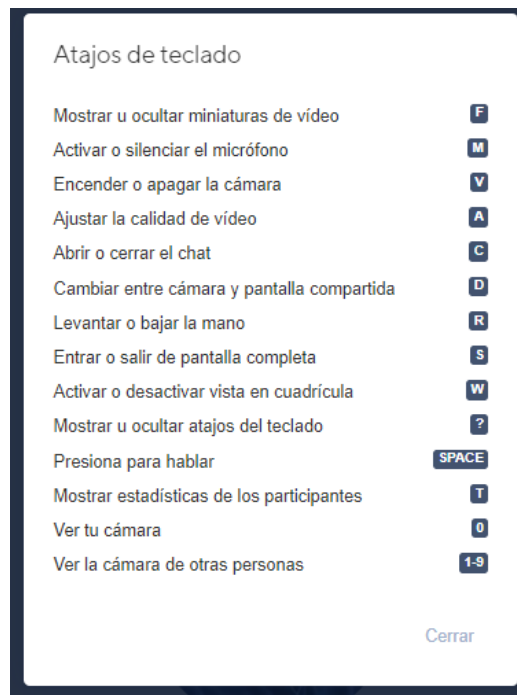 Atajos de teclado
Mostrar u ocultar miniaturas de vídeo F
Activar o silenciar el micrófono M
Encender o apagar la cámara V
Ajustar la calidad de vídeo A
Abrir o cerrar el chat C
Cambiar entre cámara y pantalla compartida D
Levantar o bajar la mano R
Entrar o salir de pantalla completa S
Activar o desactivar vista en cuadrícula W
Mostrar u ocultar atajos del teclado ?
Presiona para hablar SPACE
Mostrar estadísticas de los participantes T
Ver tu cámara 0
Ver la cámara de otras personas 1-9
Cerrar